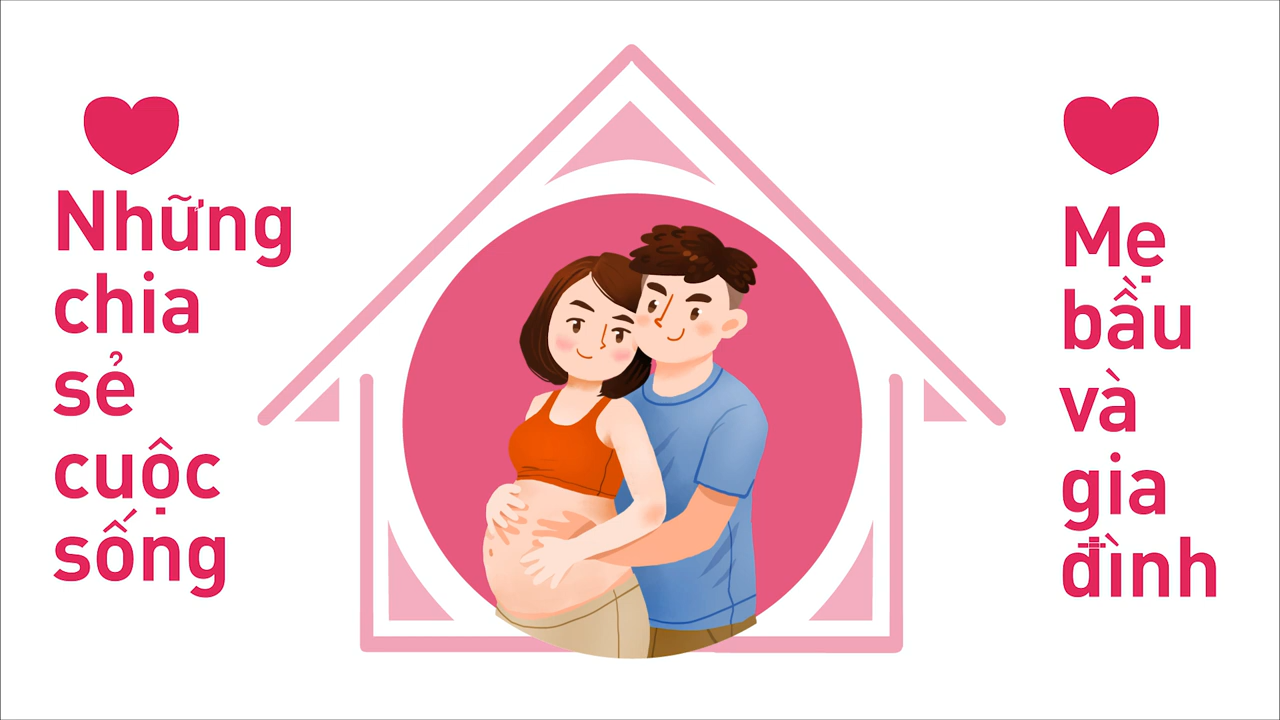 Những
chia
sẻ
cuộc
sống
Mẹ
bầu
và
gia
đình